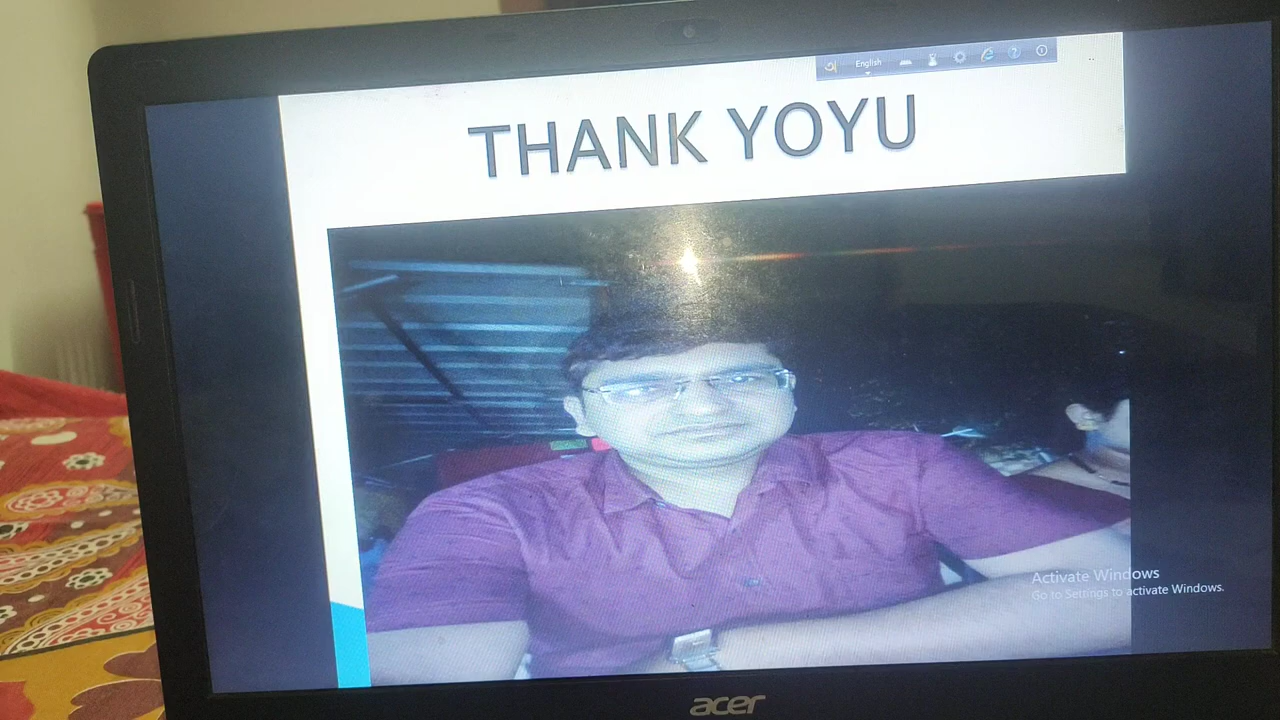 অ English
THANK YOYU
Activate Windows
Go to Settings to activate Windows.
acer